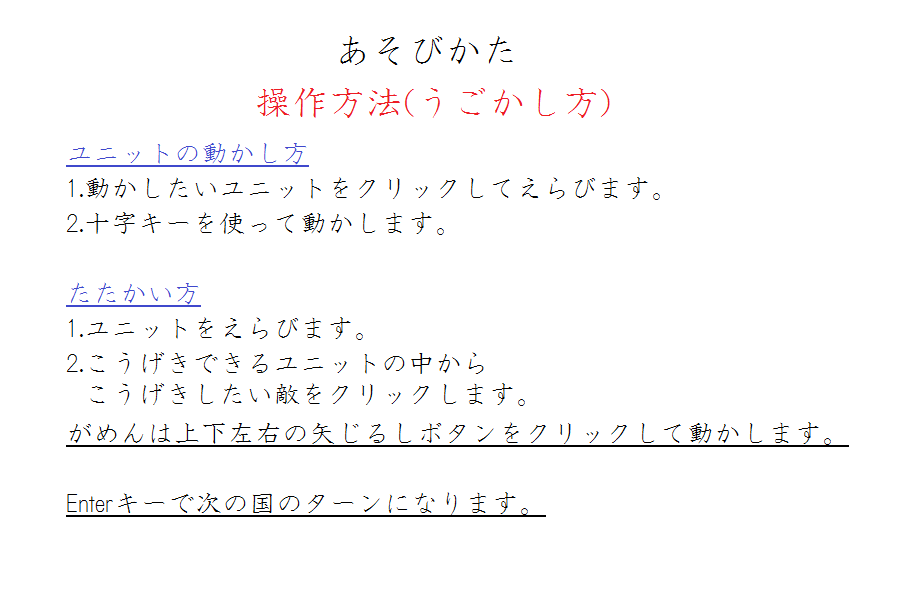 あそびかた
操作方法(うごかし方)
ユニットの動かし方
1.動かしたいユニットをクリックしてえらびます。
2.十字キーを使って動かします。
たたかい方
1.ユニットをえらびます。
2.こうげきできるユニットの中から
こうげきしたい敵をクリックします。
がめんは上下左右の矢じるしボタンをクリックして動かします。
Enterキーで次の国のターンになります。